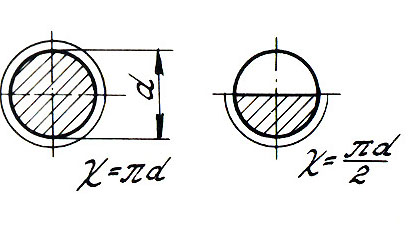 d
χ = πd
χ = πd/2